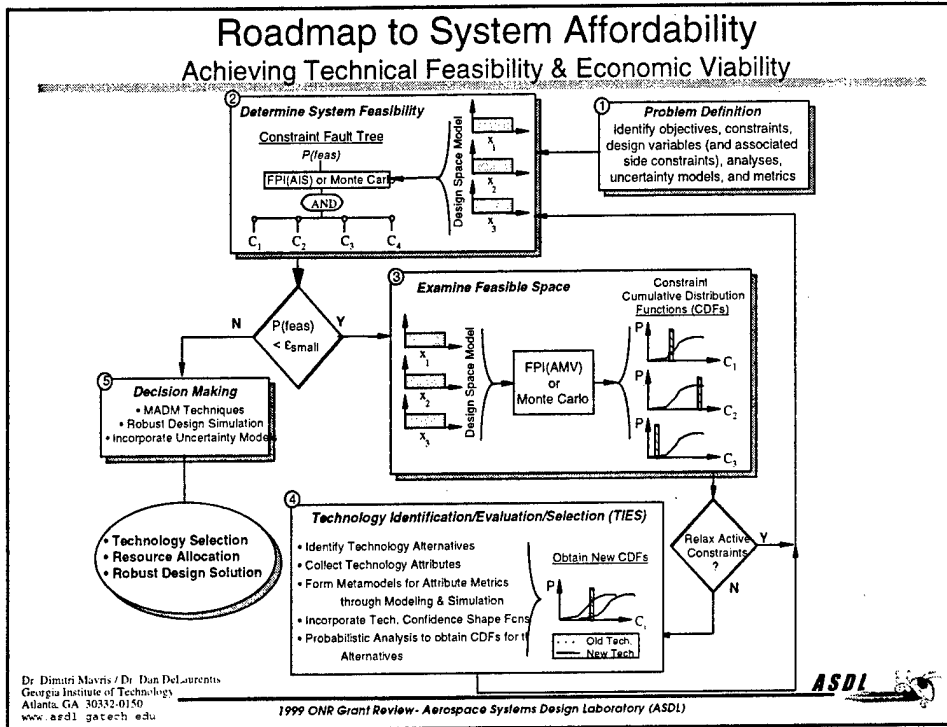 Roadmap to System Affordability
Achieving Technical Feasibility & Economic Viability
2
Determine System Feasibility
Constraint Fault Tree
P(feas)
FPI(AIS) or Monte Carlo
AND
C1
C2
C3
C4
Design Space Model
x1
x2
x3
1
Problem Definition
Identify objectives, constraints,
design variables (and associated
side constraints), analyses,
uncertainty models, and metrics
N
P(feas)
< εsmall
Y
3
Examine Feasible Space
x1
x2
x3
Design Space Model
FPI(AMV)
or
Monte Carlo
Constraint
Cumulative Distribution
Functions (CDFs)
P
C1
P
C2
P
C3
5
Decision Making
• MADM Techniques
• Robust Design Simulation
• Incorporate Uncertainty Models
• Technology Selection
• Resource Allocation
• Robust Design Solution
4
Technology Identification/Evaluation/Selection (TIES)
• Identify Technology Alternatives
• Collect Technology Attributes
• Form Metamodels for Attribute Metrics
through Modeling & Simulation
• Incorporate Tech. Confidence Shape Fcns
• Probabilistic Analysis to obtain CDFs for t
Alternatives
Obtain New CDFs
P
Old Tech.
New Tech
Relax Active
Constraints
?
Y
N
Dr Dimitri Mavris / Dr Dan DeLaurentis
Georgia Institute of Technology
Atlanta, GA 30332-0150
www.asdl gatech edu
1999 ONR Grant Review- Aerospace Systems Design Laboratory (ASDL)
ASDL